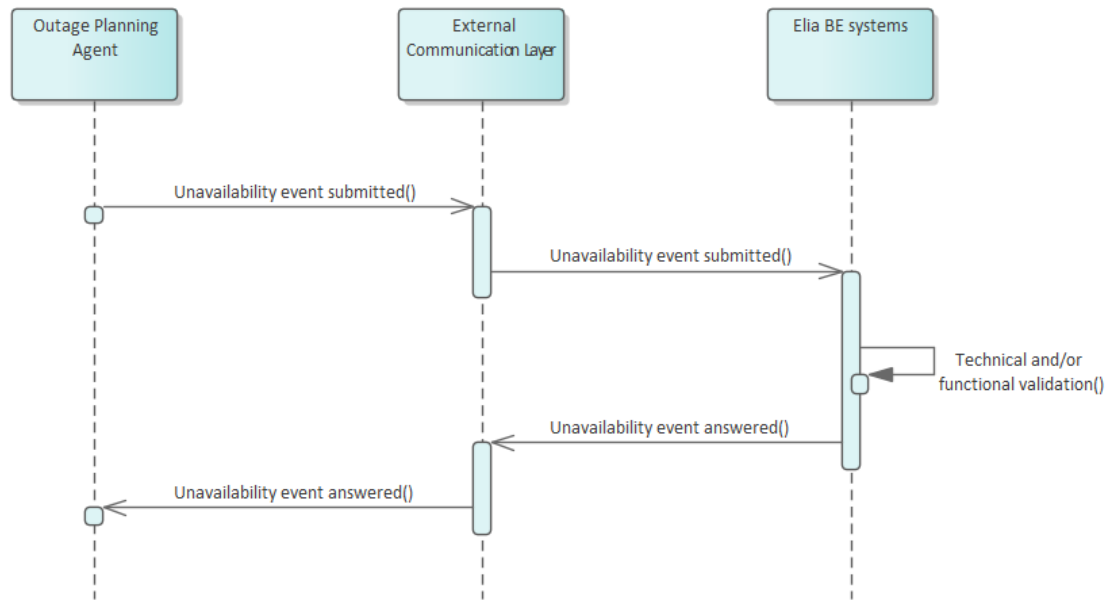 Outage Planning
Agent
External
Communication Layer
Elia BE systems
Unavailability event submitted()
Unavailability event submitted()
Technical and/or
functional validation()
Unavailability event answered()
Unavailability event answered()